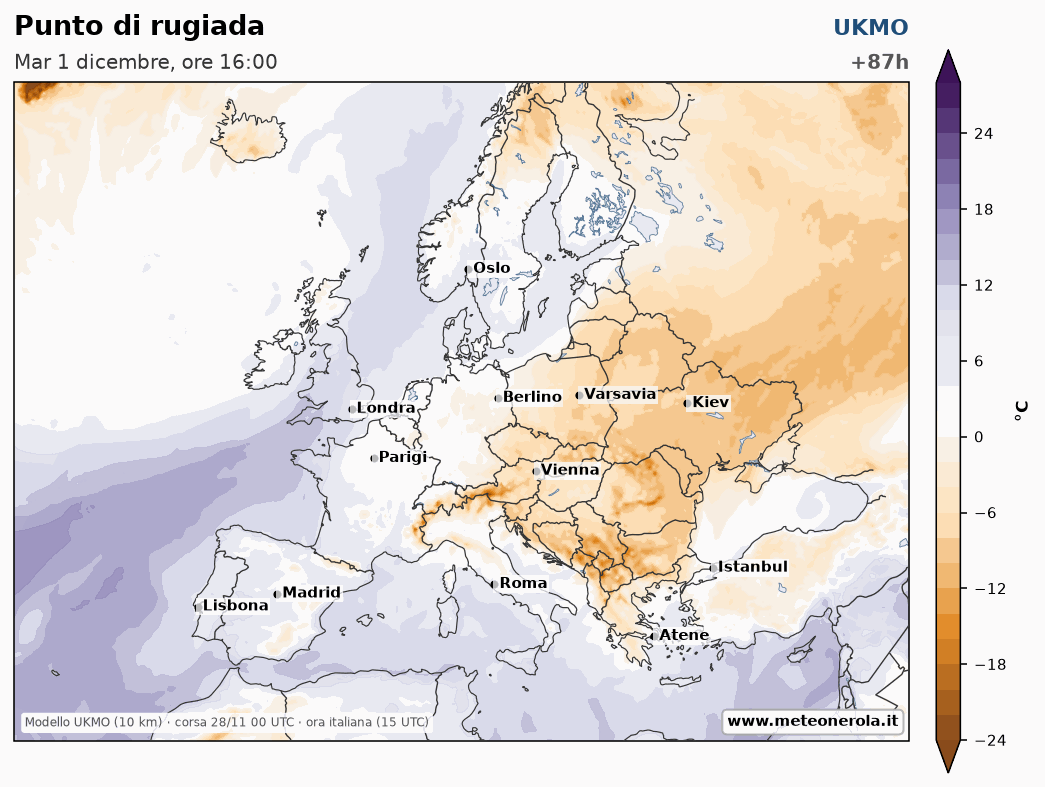 Punto di rugiada
UKMO
Mar 1 dicembre, ore 16:00
+87h
24
18
12
6
0
−6
−12
−18
−24
°C
Oslo
Londra
Berlino
Varsavia
Kiev
Parigi
Vienna
Istanbul
Madrid
Roma
Lisbona
Atene
Modello UKMO (10 km) · corsa 28/11 00 UTC · ora italiana (15 UTC)
www.meteonerola.it